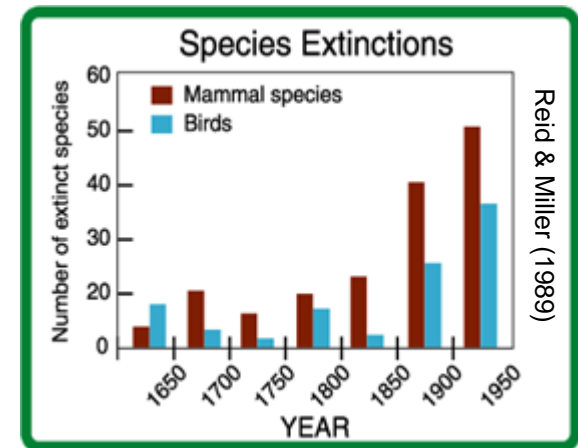 Species Extinctions
Number of extinct species
60
50
40
30
20
0
Mammal species
Birds
1650
1700
1750
1800
1850
1900
1950
YEAR
Reid & Miller (1989)